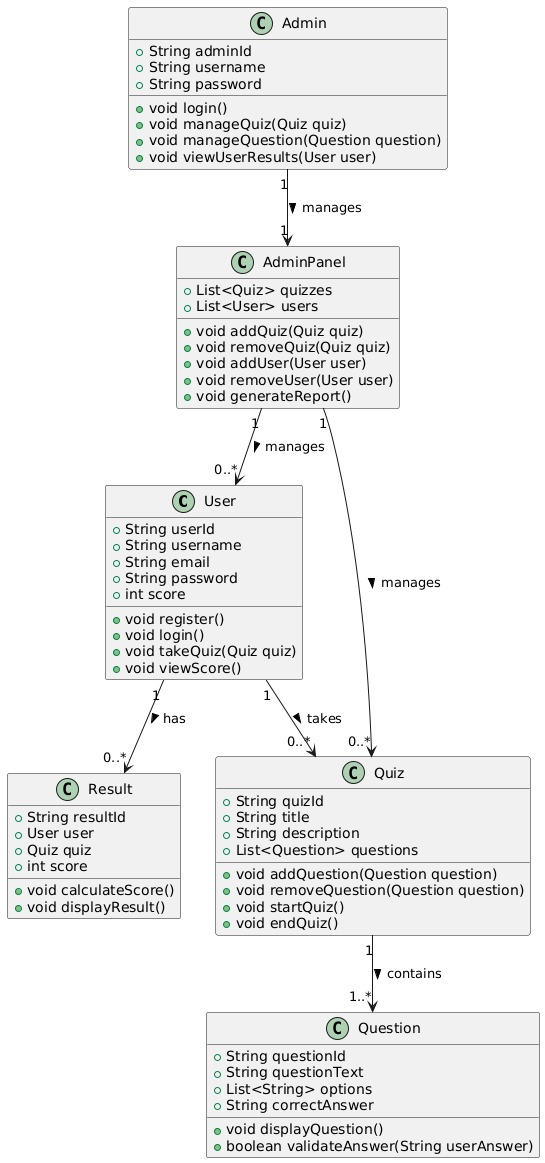 C Admin
String adminId
String username
String password
void login()
void manageQuiz(Quiz quiz)
void manageQuestion(Question question)
void viewUserResults(User user)
1
manages
1
C AdminPanel
List<Quiz> quizzes
List<User> users
void addQuiz(Quiz quiz)
void removeQuiz(Quiz quiz)
void addUser(User user)
void removeUser(User user)
void generateReport()
1 1
manages
0..*
C User
String userId
String username
String email
String password
int score
void register()
void login()
void takeQuiz(Quiz quiz)
void viewScore()
manages
1 1
has takes
0..* 0..* 0..*
C Result
String resultId
User user
Quiz quiz
int score
void calculateScore()
void displayResult()
C Quiz
String quizId
String title
String description
List<Question> questions
void addQuestion(Question question)
void removeQuestion(Question question)
void startQuiz()
void endQuiz()
1
contains
1..*
C Question
String questionId
String questionText
List<String> options
String correctAnswer
void displayQuestion()
boolean validateAnswer(String userAnswer)